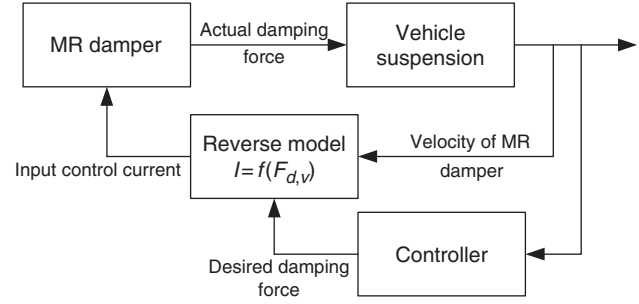 MR damper
Actual damping
force
Vehicle
suspension
Input control current
Reverse model
I=f(F_{d,v})
Velocity of MR
damper
Desired damping
force
Controller